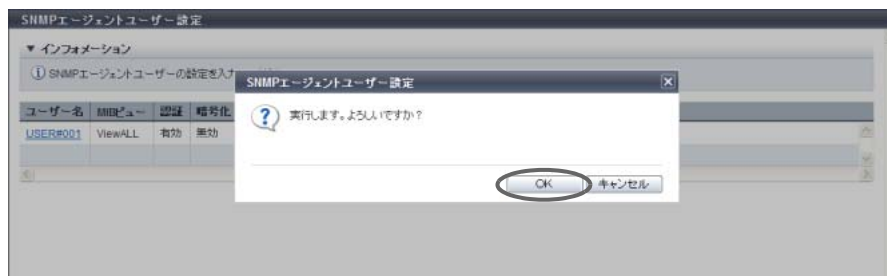 SNMPエージェントユーザー設定
▼ インフォメーション
SNMPエージェントユーザーの設定を入力
SNMPエージェントユーザー設定
実行します。よろしいですか?
ユーザー名 MIBビュー 認証 暗号化
USER#001 ViewALL 有効 無効
OK キャンセル